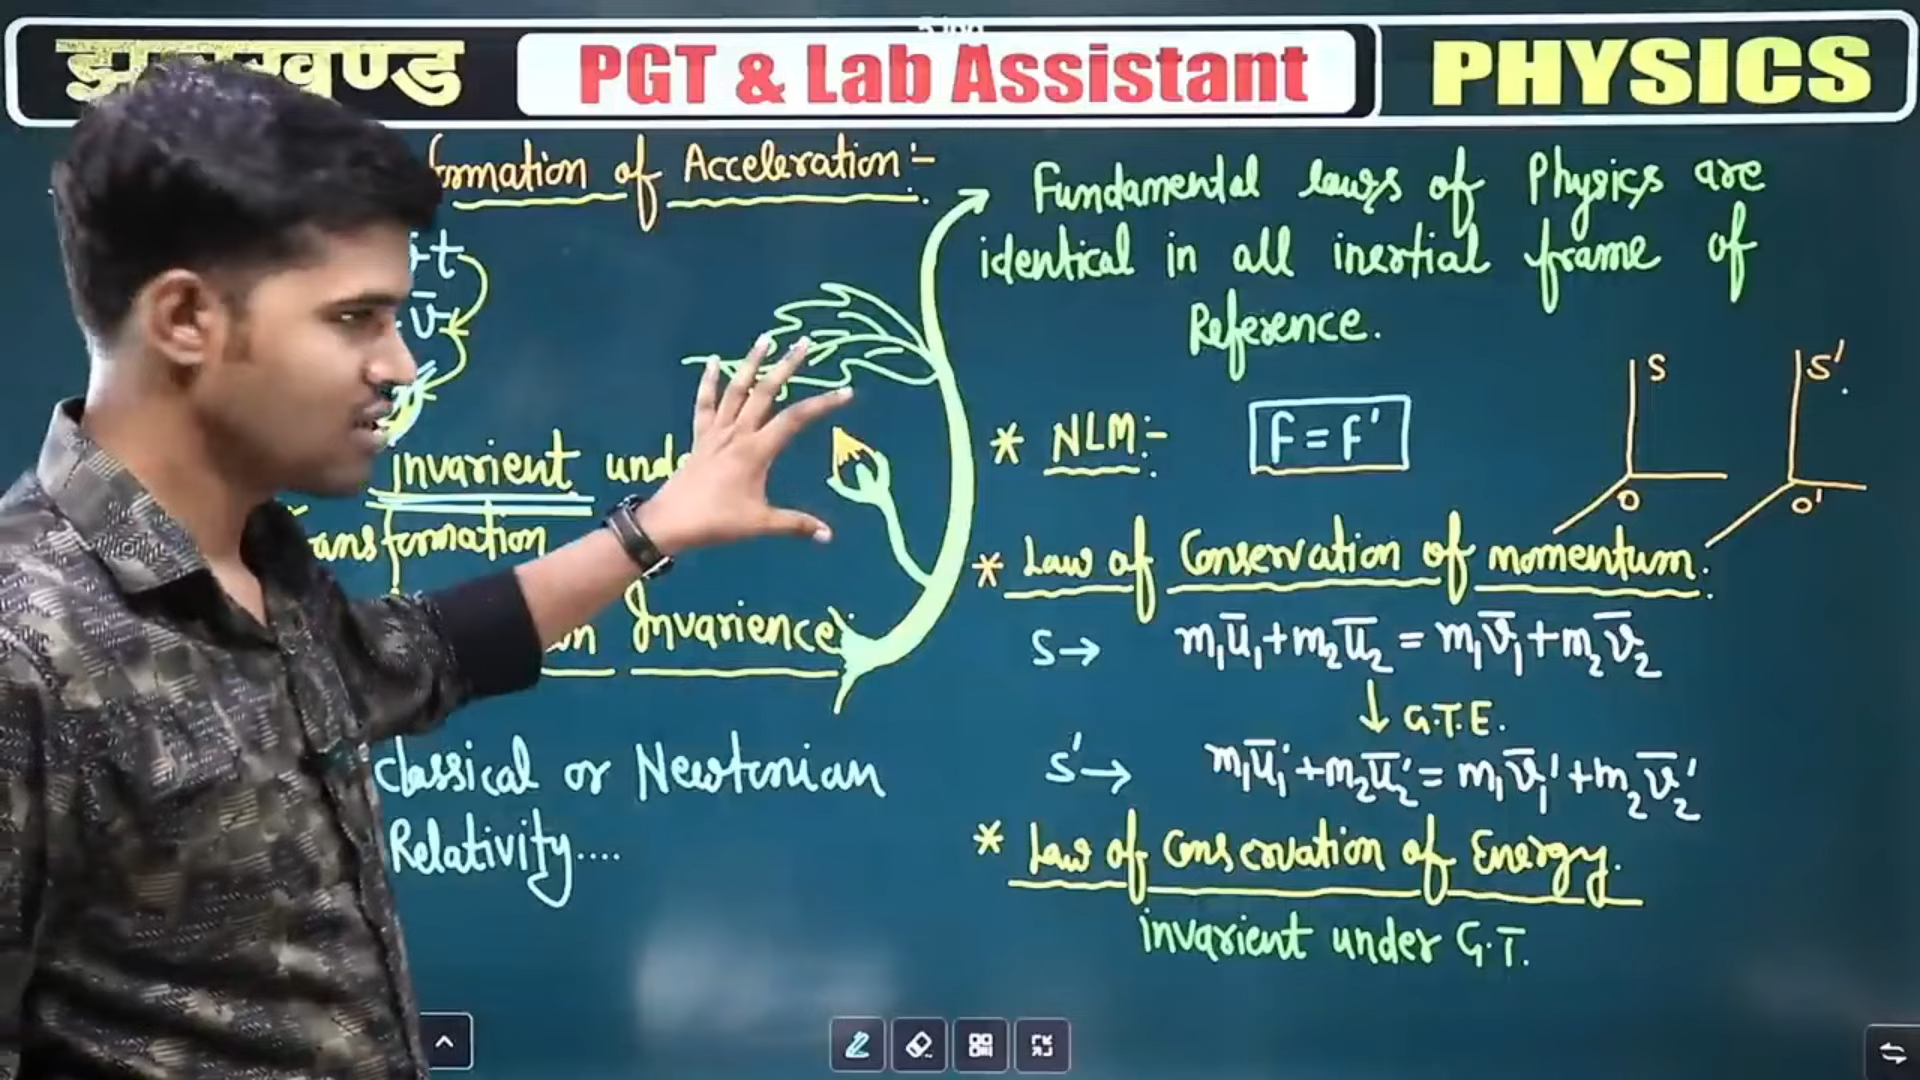 PGT & Lab Assistant
PHYSICS
of Acceleration:-
invarient
Invarience
Classical or Newtonian
Relativity....
Fundamental laws of Physics are
identical in all inertial frame of
Reference.
* NLM:-
F = F'
S
O
S'
O'
* Law of Conservation of momentum.
S → m₁ū₁ + m₂ū₂ = m₁v̄₁ + m₂v̄₂
↓ G.T.E.
S' → m₁ū₁' + m₂ū₂' = m₁v̄₁' + m₂v̄₂'
* Law of Conservation of Energy.
invarient under G.T.